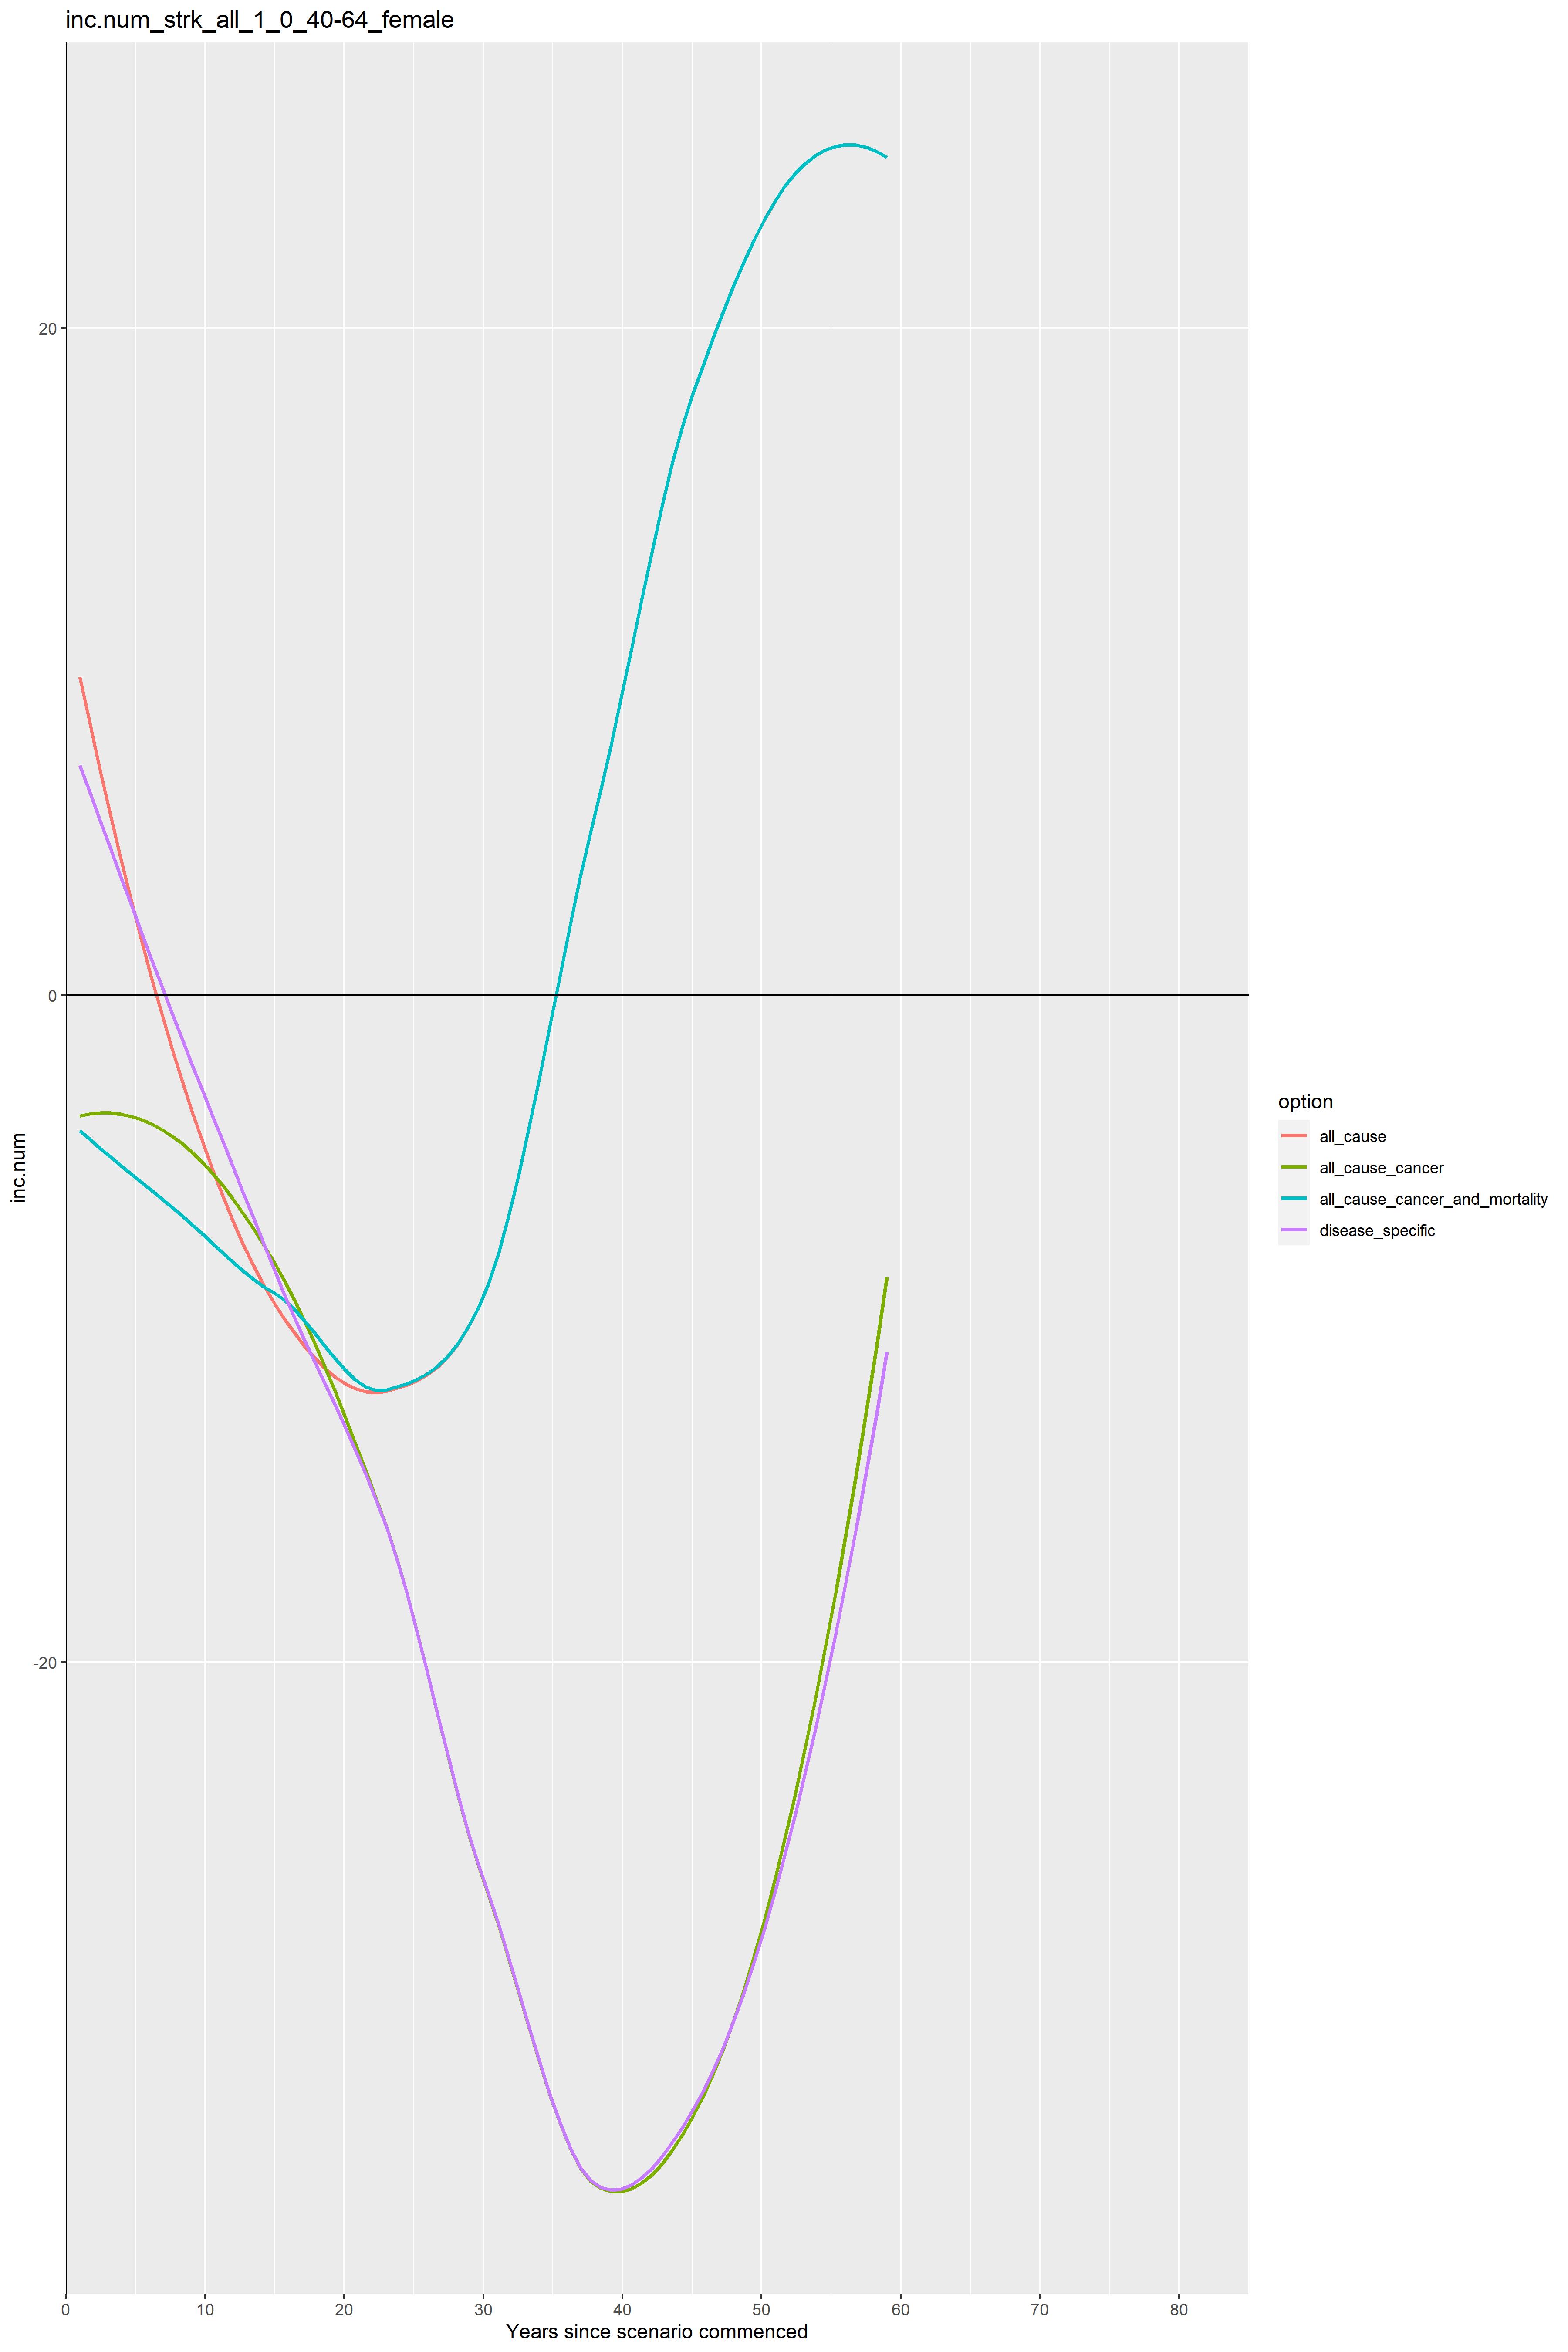 inc.num_strk_all_1_0_40-64_female
20
0
-20
inc.num
0 10 20 30 40 50 60 70 80
Years since scenario commenced
option
all_cause
all_cause_cancer
all_cause_cancer_and_mortality
disease_specific